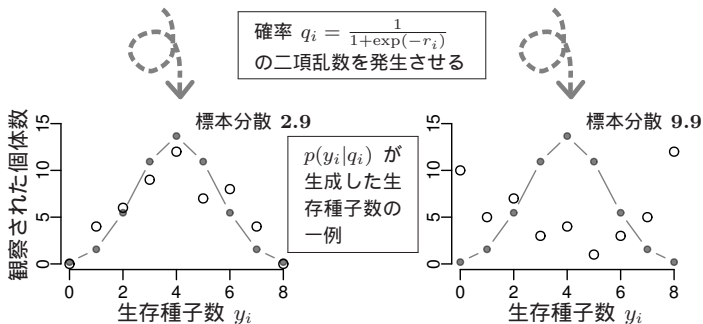 確率 $q_i = \frac{1}{1+\exp(-r_i)}$
の二項乱数を発生させる
標本分散 2.9
標本分散 9.9
p(y_i|q_i) が
生成した生
存種子数の
一例
観察された個体数
15
10
5
0
0 2 4 6 8
生存種子数 y_i
15
10
5
0
0 2 4 6 8
生存種子数 y_i